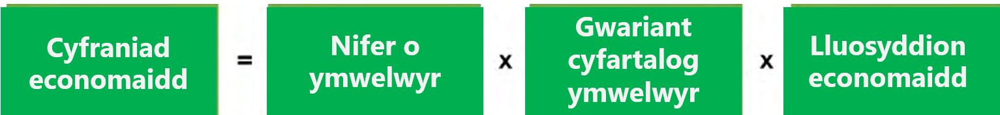 Cyfraniad
economaidd
=
Nifer o
ymwelwyr
x
Gwariant
cyfartalog
ymwelwyr
x
Lluosyddion
economaidd